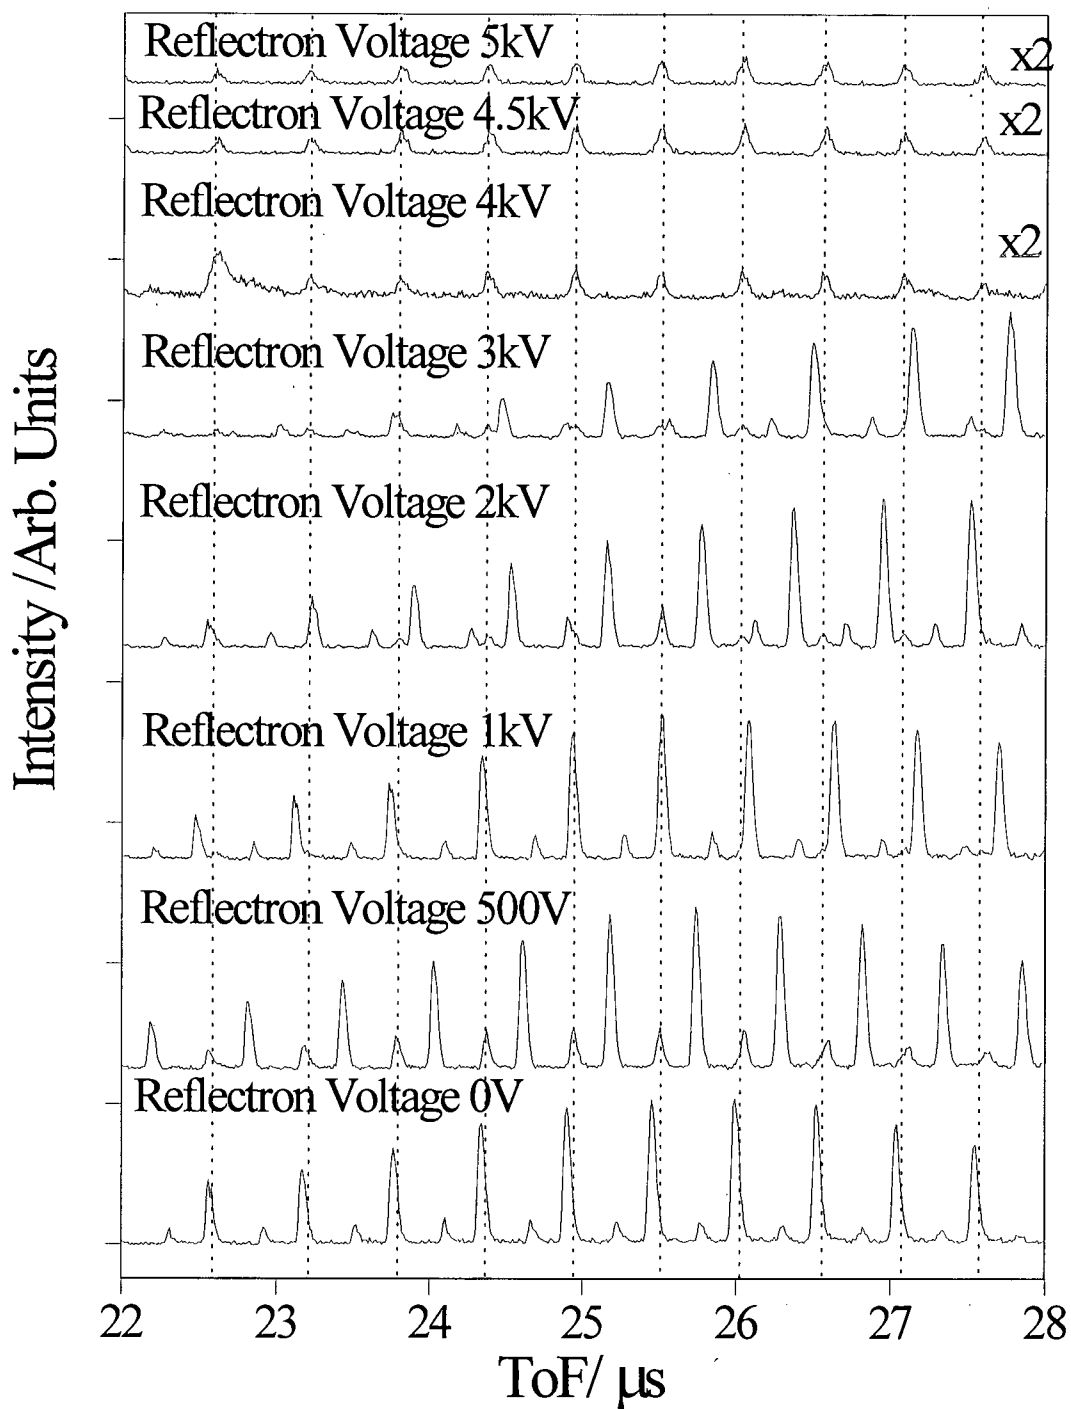 Reflectron Voltage 5kV
x2
Reflectron Voltage 4.5kV
x2
Reflectron Voltage 4kV
x2
Reflectron Voltage 3kV
Reflectron Voltage 2kV
Reflectron Voltage 1kV
Reflectron Voltage 500V
Reflectron Voltage 0V
Intensity /Arb. Units
22 23 24 25 26 27 28
ToF/ μs